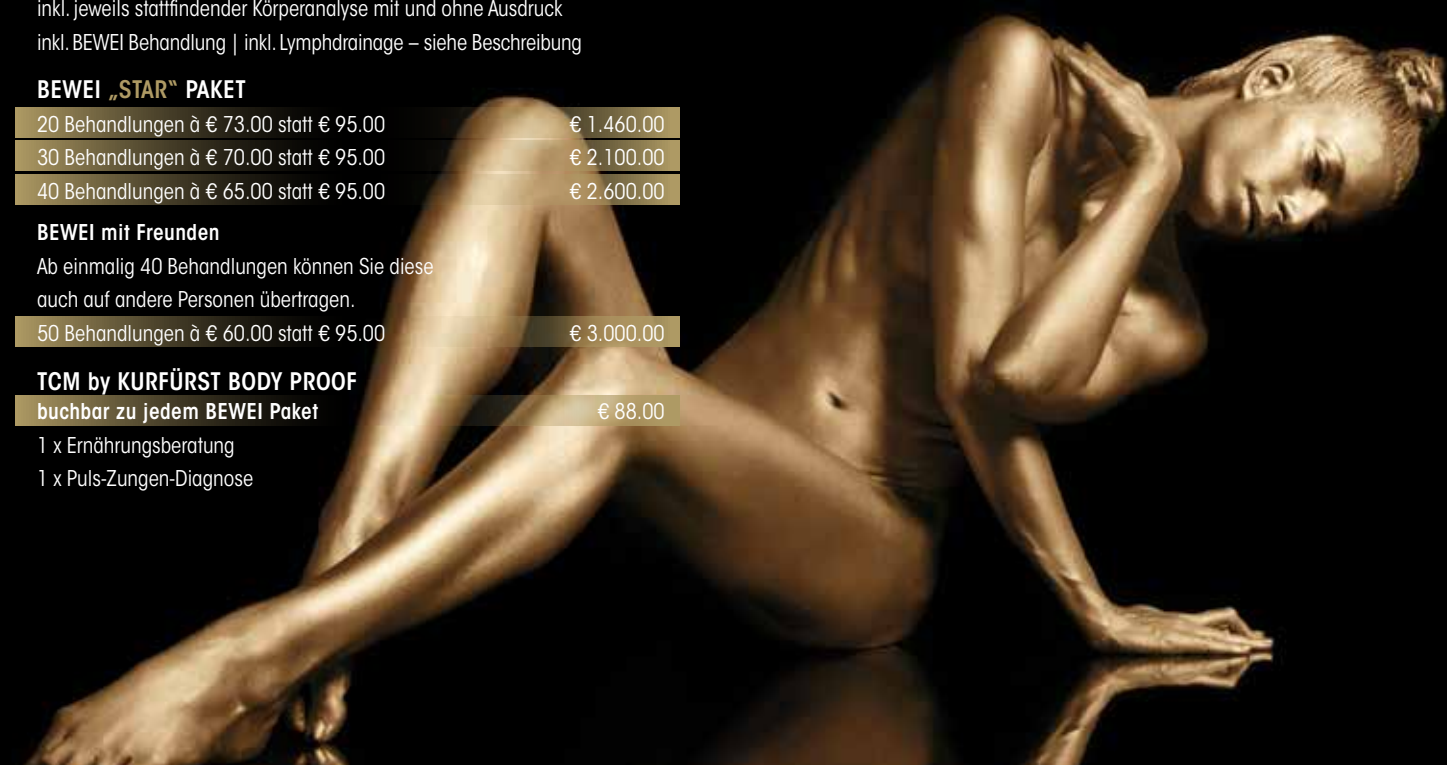 inkl. jeweils stattfindender Körperanalyse mit und ohne Ausdruck
inkl. BEWEI Behandlung | inkl. Lymphdrainage – siehe Beschreibung
BEWEI „STAR“ PAKET
20 Behandlungen à € 73.00 statt € 95.00 € 1.460.00
30 Behandlungen à € 70.00 statt € 95.00 € 2.100.00
40 Behandlungen à € 65.00 statt € 95.00 € 2.600.00
BEWEI mit Freunden
Ab einmalig 40 Behandlungen können Sie diese
auch auf andere Personen übertragen.
50 Behandlungen à € 60.00 statt € 95.00 € 3.000.00
TCM by KURFÜRST BODY PROOF
buchbar zu jedem BEWEI Paket € 88.00
1 x Ernährungsberatung
1 x Puls-Zungen-Diagnose